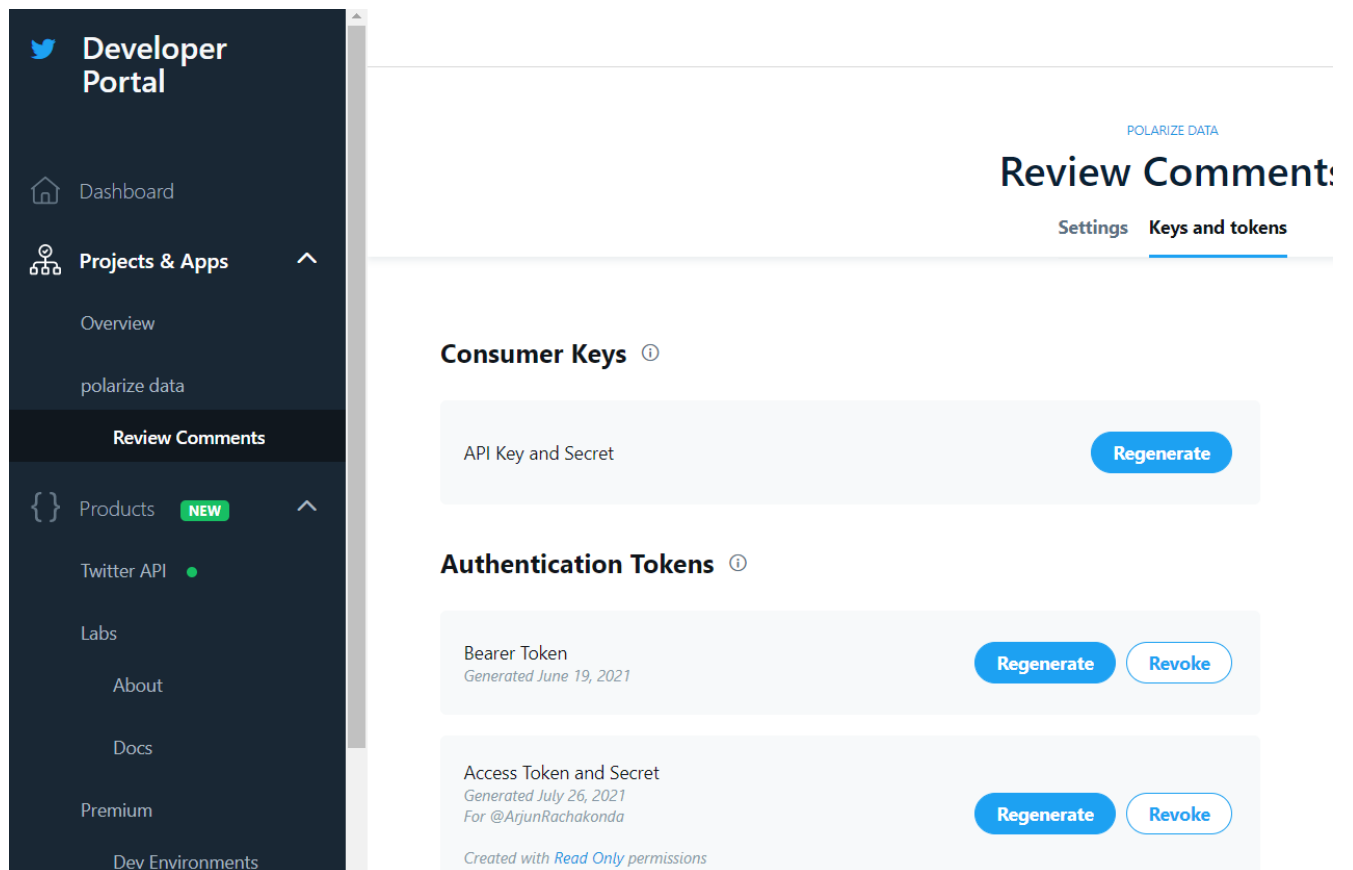 Developer
Portal
Dashboard
Projects & Apps
Overview
polarize data
Review Comments
Products NEW
Twitter API
Labs
About
Docs
Premium
Dev Environments
POLARIZE DATA
Review Comments
Settings Keys and tokens
Consumer Keys
API Key and Secret Regenerate
Authentication Tokens
Bearer Token
Generated June 19, 2021
Regenerate Revoke
Access Token and Secret
Generated July 26, 2021
For @ArjunRachakonda
Regenerate Revoke
Created with Read Only permissions